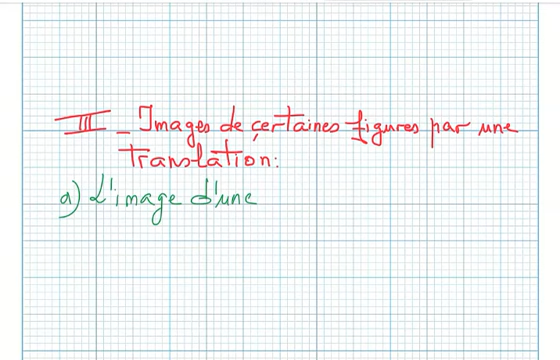 III _ Images de certaines figures par une
translation:
a) L'image d'une